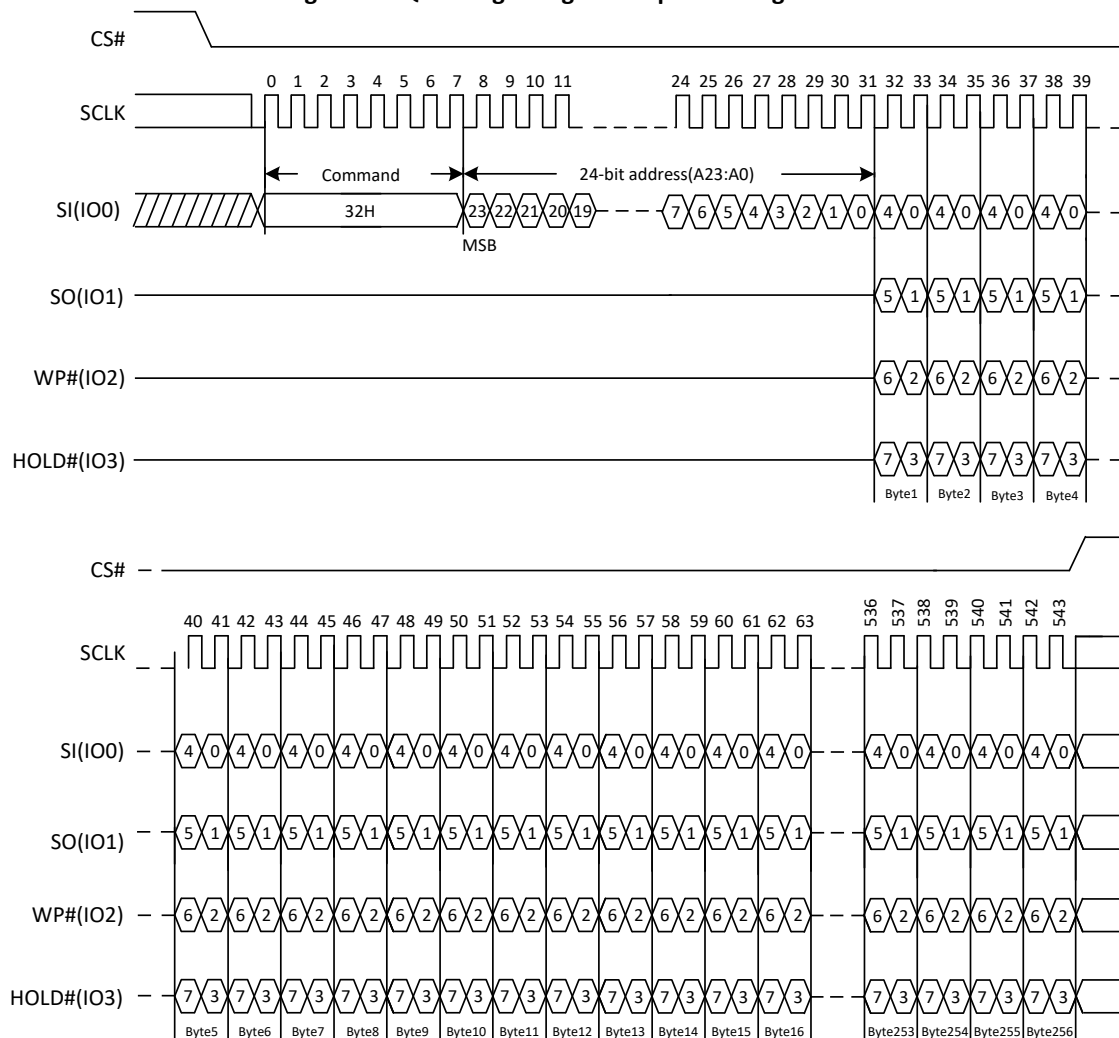 CS#
0 1 2 3 4 5 6 7 8 9 10 11 24 25 26 27 28 29 30 31 32 33 34 35 36 37 38 39
SCLK
Command 24-bit address(A23:A0)
SI(IO0) 32H 23 22 21 20 19 7 6 5 4 3 2 1 0 4 0 4 0 4 0 4 0
MSB
SO(IO1) 5 1 5 1 5 1 5 1
WP#(IO2) 6 2 6 2 6 2 6 2
HOLD#(IO3) 7 3 7 3 7 3 7 3
Byte1 Byte2 Byte3 Byte4
CS#
40 41 42 43 44 45 46 47 48 49 50 51 52 53 54 55 56 57 58 59 60 61 62 63 536 537 538 539 540 541 542 543
SCLK
SI(IO0) 4 0 4 0 4 0 4 0 4 0 4 0 4 0 4 0 4 0 4 0 4 0 4 0 4 0 4 0 4 0 4 0
SO(IO1) 5 1 5 1 5 1 5 1 5 1 5 1 5 1 5 1 5 1 5 1 5 1 5 1 5 1 5 1 5 1 5 1
WP#(IO2) 6 2 6 2 6 2 6 2 6 2 6 2 6 2 6 2 6 2 6 2 6 2 6 2 6 2 6 2 6 2 6 2
HOLD#(IO3) 7 3 7 3 7 3 7 3 7 3 7 3 7 3 7 3 7 3 7 3 7 3 7 3 7 3 7 3 7 3 7 3
Byte5 Byte6 Byte7 Byte8 Byte9 Byte10 Byte11 Byte12 Byte13 Byte14 Byte15 Byte16 Byte253 Byte254 Byte255 Byte256